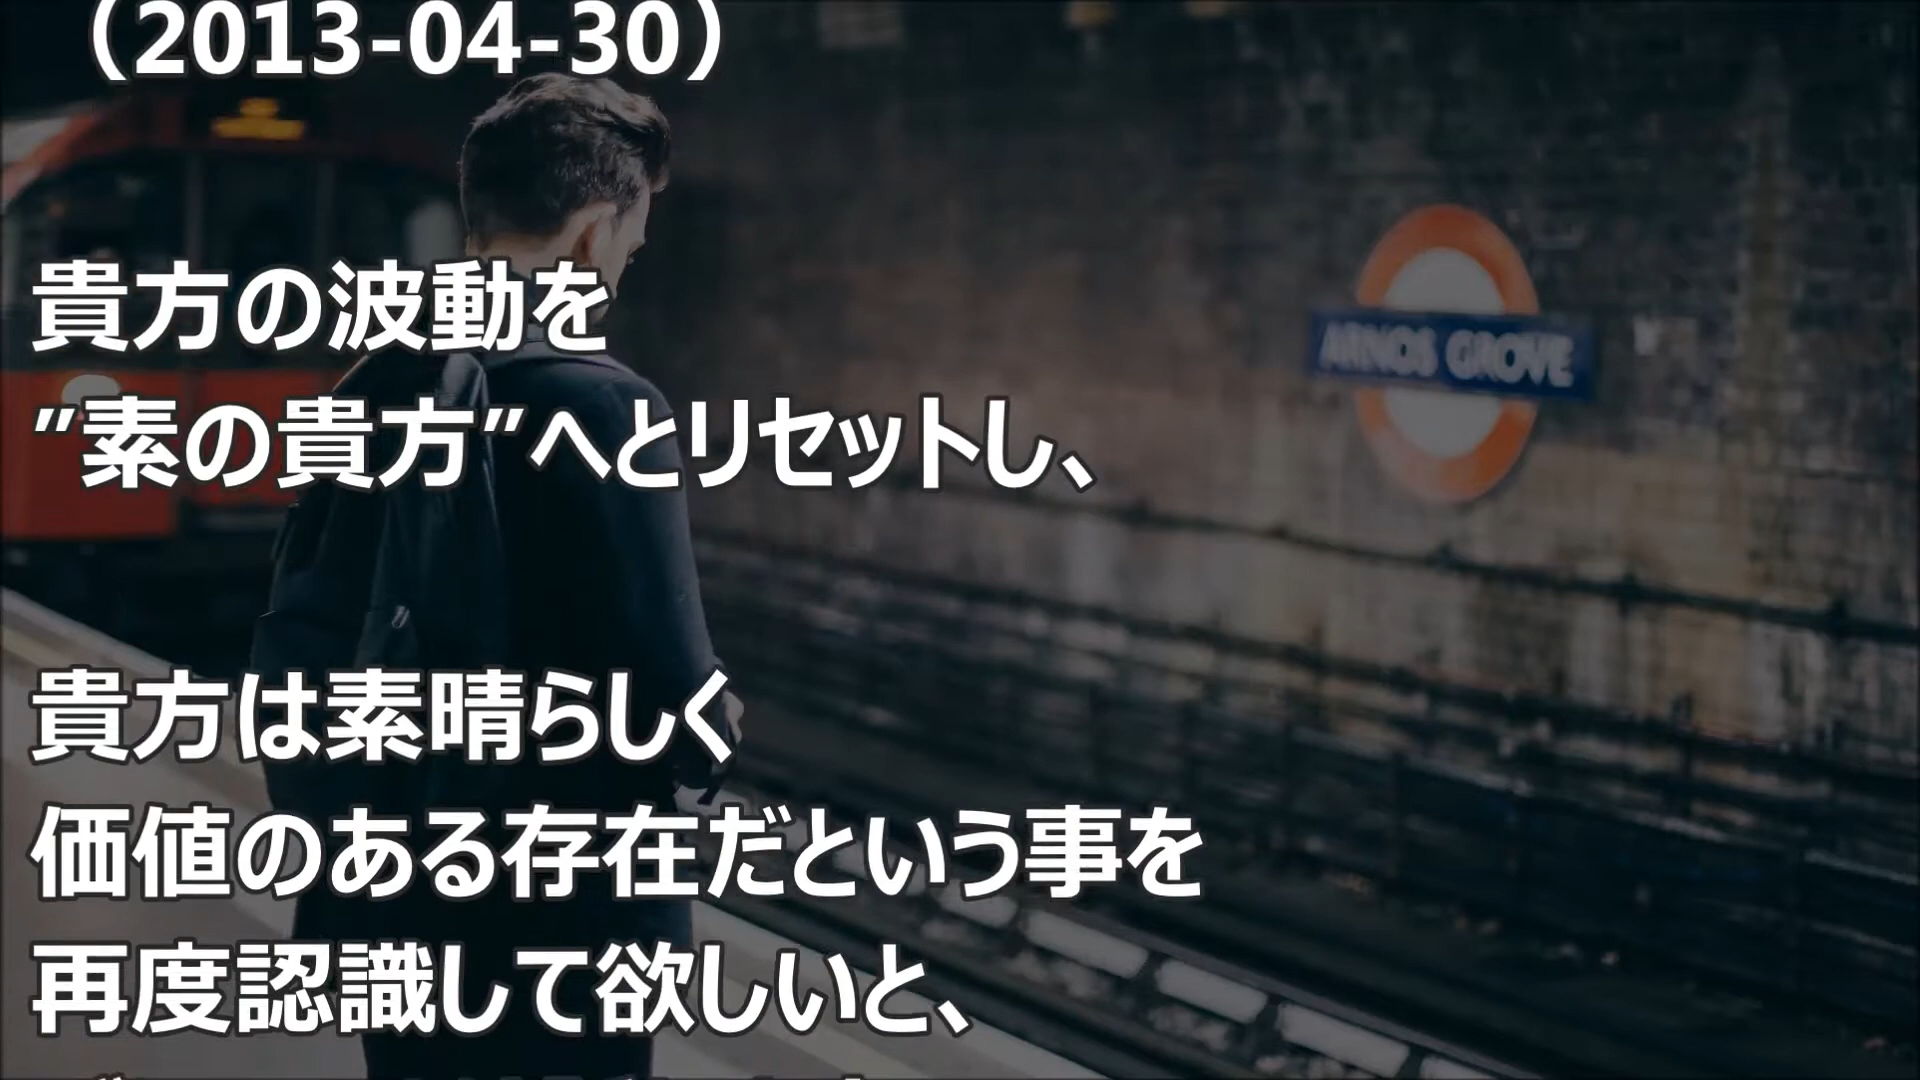 （2013-04-30）
貴方の波動を
”素の貴方”へとリセットし、
貴方は素晴らしく
価値のある存在だという事を
再度認識して欲しいと、
ARNOS GROVE